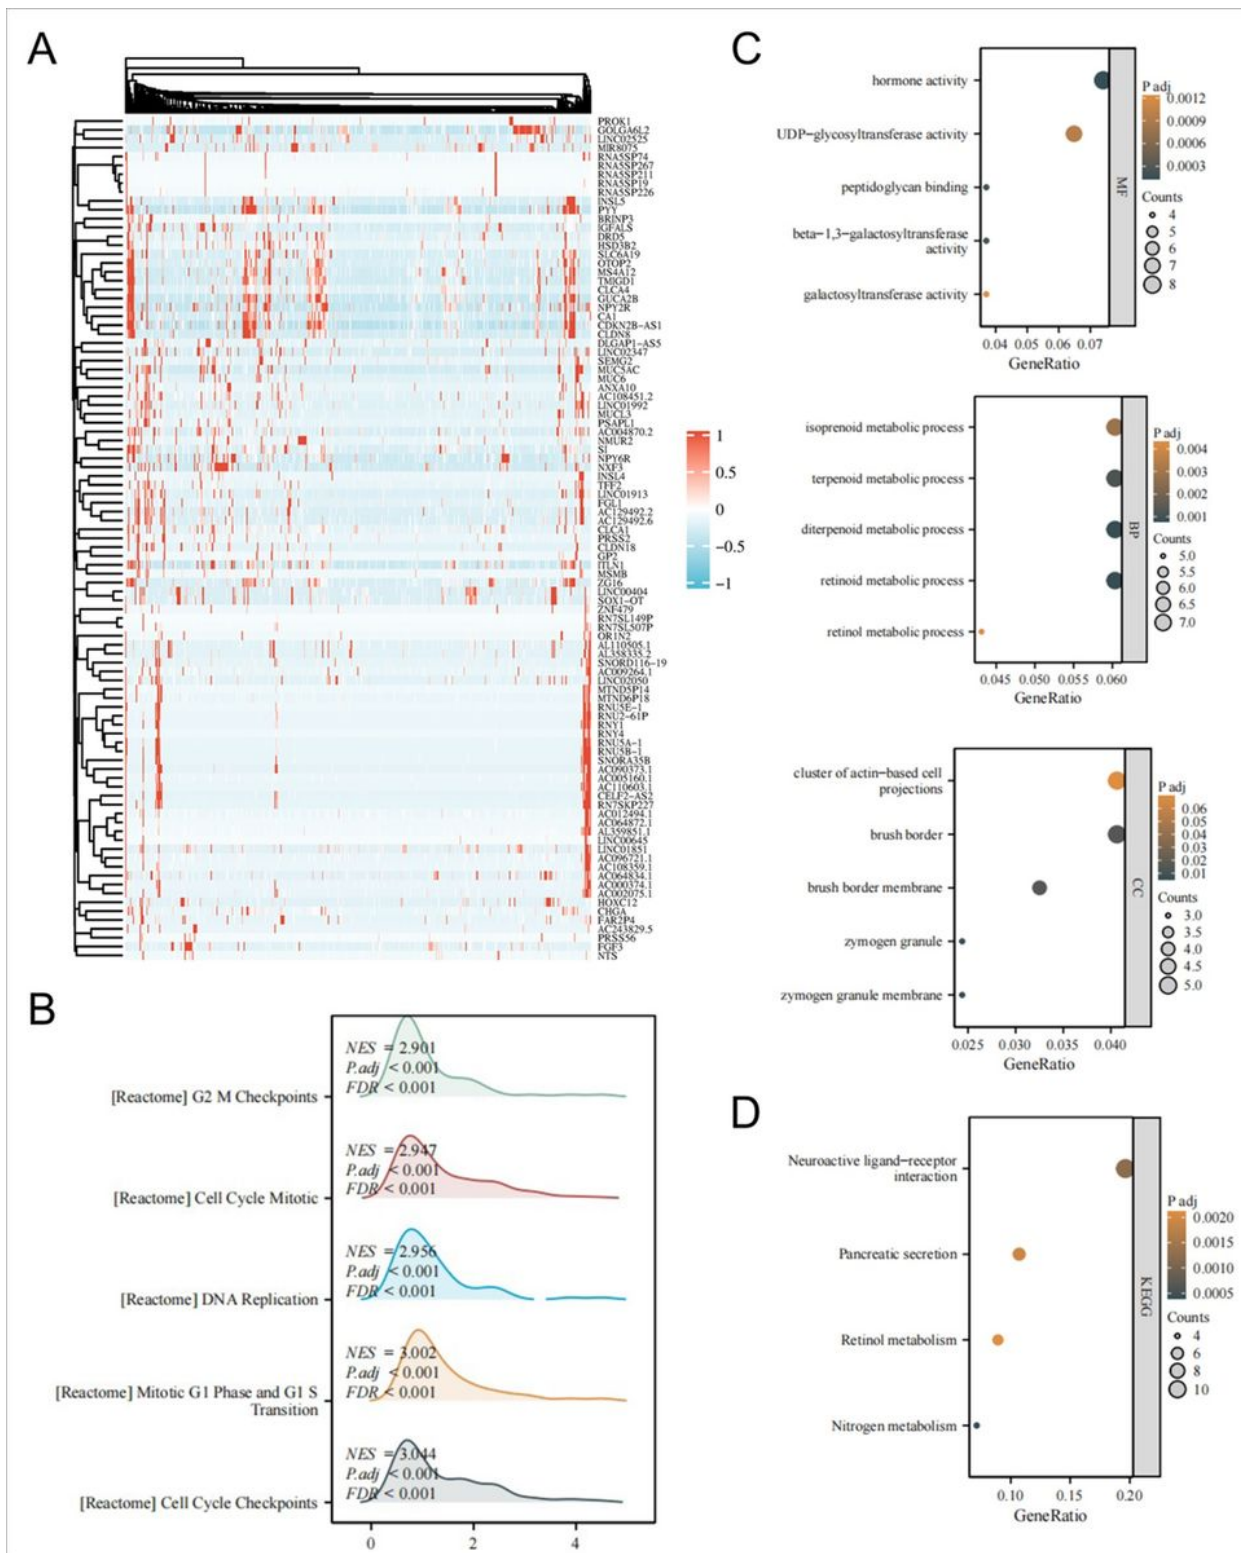 A
PROK1
GOLGA6L2
LINC02525
MIR8075
RNA5SP74
RNA5SP267
RNA5SP211
RNA5SP19
RNA5SP226
INSL5
PYY
BRINP3
IGFALS
DRD5
HSD3B2
SLC6A19
OTOP2
MS4A12
TMIGD1
CLCA4
GUCA2B
NPY2R
CA1
CDKN2B-AS1
CLDN8
DLGAP1-AS5
LINC02347
SEMG2
MUC5AC
MUC6
ANXA10
AC108451.2
LINC01992
MUCL3
PSAPL1
AC004870.2
NMUR2
SI
NPY6R
NXF3
INSL4
TFF2
LINC01913
FGL1
AC129492.2
AC129492.6
CLCA1
PRSS2
CLDN18
GP2
ITLN1
MSMB
ZG16
LINC00404
SOX1-OT
ZNF479
RN7SL149P
RN7SL507P
OR1N2
AL110505.1
AL358335.2
SNORD116-19
AC009264.1
LINC02050
MTND5P14
MTND6P18
RNU5E-1
RNU2-61P
RNY1
RNY4
RNU5A-1
RNU5B-1
SNORA35B
AC090373.1
AC005160.1
AC110603.1
CELF2-AS2
RN7SKP227
AC012494.1
AC064872.1
AL359851.1
LINC00645
LINC01851
AC096721.1
AC108359.1
AC064834.1
AC000374.1
AC002075.1
HOXC12
CHGA
FAR2P4
AC243829.5
PRSS56
FGF3
NTS
1
0.5
0
−0.5
−1
B
NES = 2.901
P.adj < 0.001
FDR < 0.001
[Reactome] G2 M Checkpoints
NES = 2.947
P.adj < 0.001
FDR < 0.001
[Reactome] Cell Cycle Mitotic
NES = 2.956
P.adj < 0.001
FDR < 0.001
[Reactome] DNA Replication
NES = 3.002
P.adj < 0.001
FDR < 0.001
[Reactome] Mitotic G1 Phase and G1 S
Transition
NES = 3.044
P.adj < 0.001
FDR < 0.001
[Reactome] Cell Cycle Checkpoints
0 2 4
C
hormone activity
UDP−glycosyltransferase activity
peptidoglycan binding
beta−1,3−galactosyltransferase
activity
galactosyltransferase activity
MF
0.04 0.05 0.06 0.07
GeneRatio
P adj
0.0012
0.0009
0.0006
0.0003
Counts
4
5
6
7
8
isoprenoid metabolic process
terpenoid metabolic process
diterpenoid metabolic process
retinoid metabolic process
retinol metabolic process
BP
0.045 0.050 0.055 0.060
GeneRatio
P adj
0.004
0.003
0.002
0.001
Counts
5.0
5.5
6.0
6.5
7.0
cluster of actin−based cell
projections
brush border
brush border membrane
zymogen granule
zymogen granule membrane
CC
0.025 0.030 0.035 0.040
GeneRatio
P adj
0.06
0.05
0.04
0.03
0.02
0.01
Counts
3.0
3.5
4.0
4.5
5.0
D
Neuroactive ligand−receptor
interaction
Pancreatic secretion
Retinol metabolism
Nitrogen metabolism
KEGG
0.10 0.15 0.20
GeneRatio
P adj
0.0020
0.0015
0.0010
0.0005
Counts
4
6
8
10